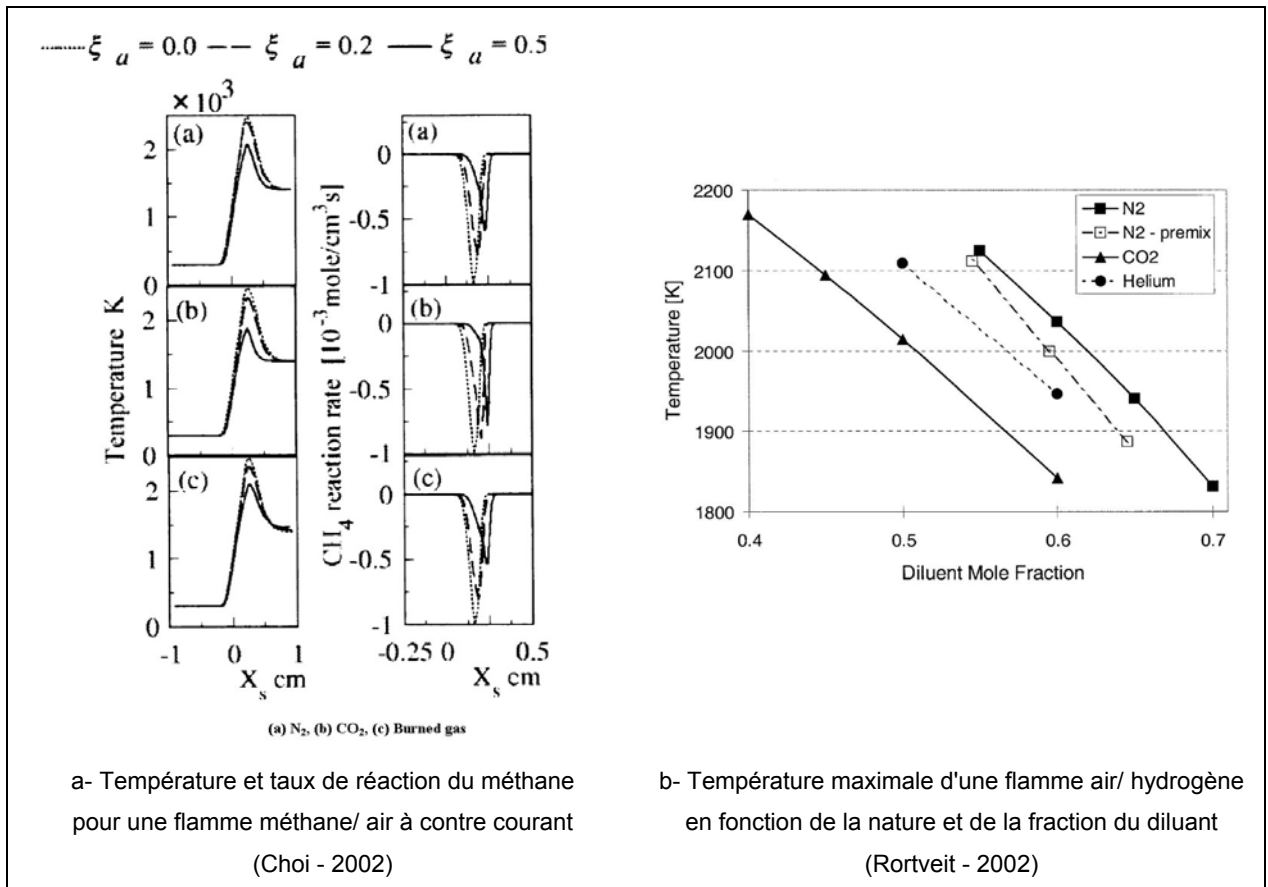 ξ a = 0.0 ξ a = 0.2 ξ a = 0.5
× 10³
(a)
2
1
0
(b)
2
1
0
(c)
2
1
0
Temperature K
-1 0 1
Xs cm
(a)
0
-0.5
-1
(b)
0
-0.5
-1
(c)
0
-0.5
-1
CH4 reaction rate [10⁻³ mole/cm³s]
-0.25 0 0.5
Xs cm
(a) N₂, (b) CO₂, (c) Burned gas
a- Température et taux de réaction du méthane
pour une flamme méthane/ air à contre courant
(Choi - 2002)
2200
2100
2000
1900
1800
Temperature [K]
N2
N2 - premix
CO2
Helium
0.4 0.5 0.6 0.7
Diluent Mole Fraction
b- Température maximale d'une flamme air/ hydrogène
en fonction de la nature et de la fraction du diluant
(Rortveit - 2002)